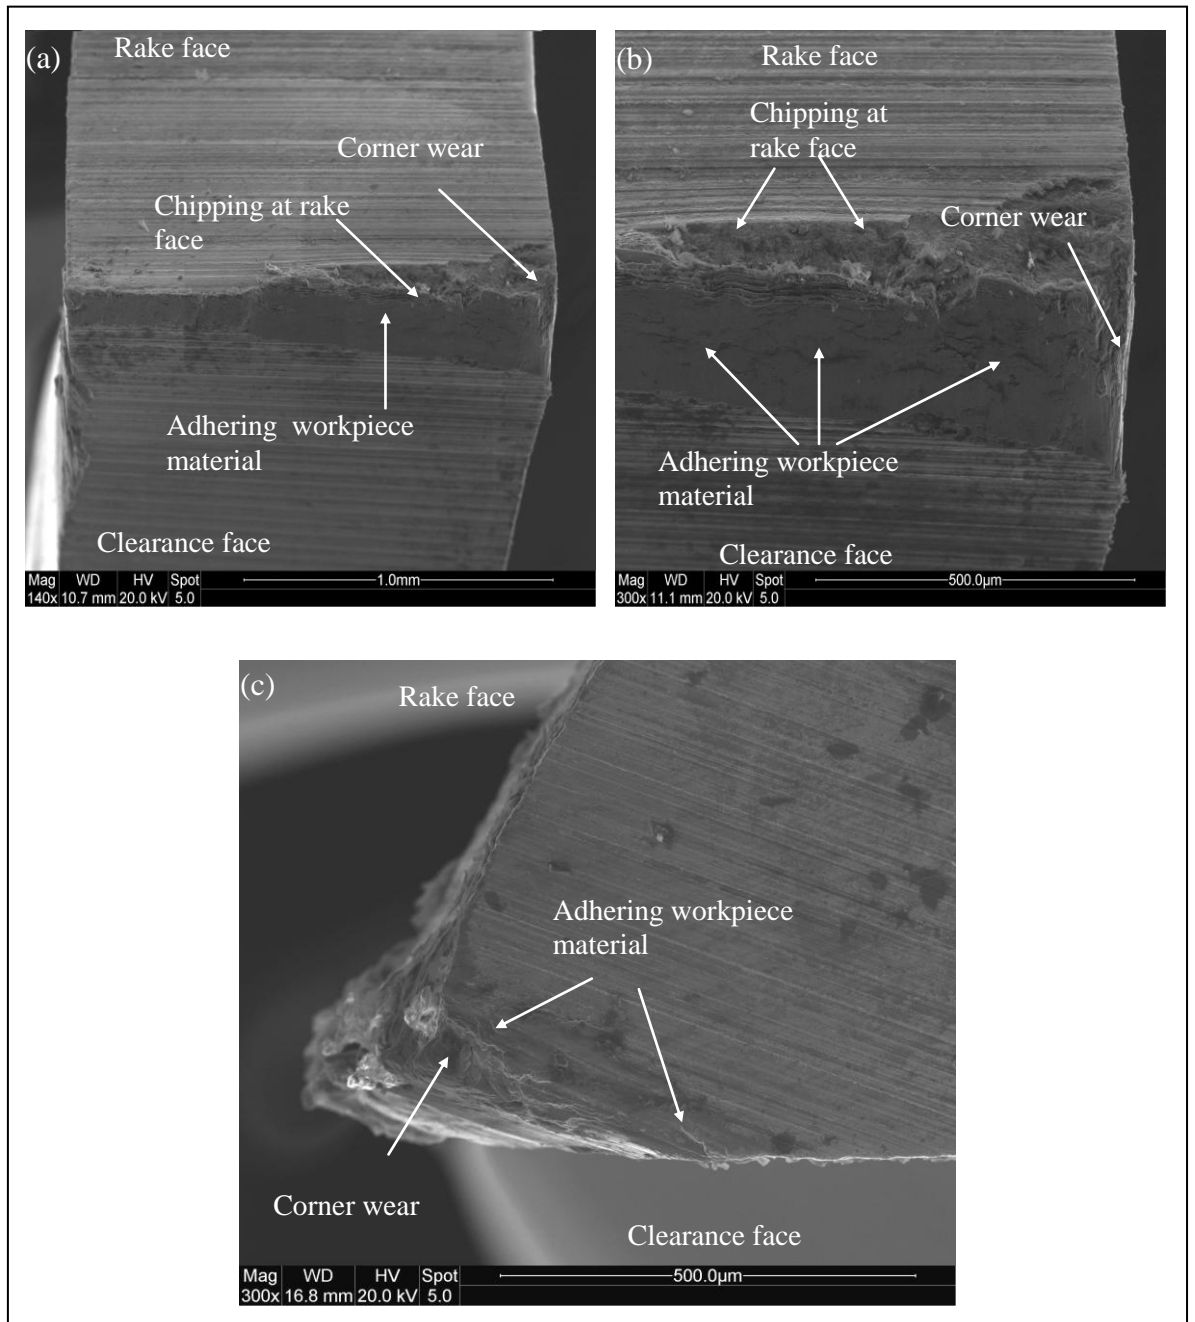 (a)
Rake face
Corner wear
Chipping at rake
face
Adhering workpiece
material
Clearance face
Mag WD HV Spot
140x 10.7 mm 20.0 kV 5.0
1.0mm
(b)
Rake face
Chipping at
rake face
Corner wear
Adhering workpiece
material
Clearance face
Mag WD HV Spot
300x 11.1 mm 20.0 kV 5.0
500.0µm
(c)
Rake face
Adhering workpiece
material
Corner wear
Clearance face
Mag WD HV Spot
300x 16.8 mm 20.0 kV 5.0
500.0µm